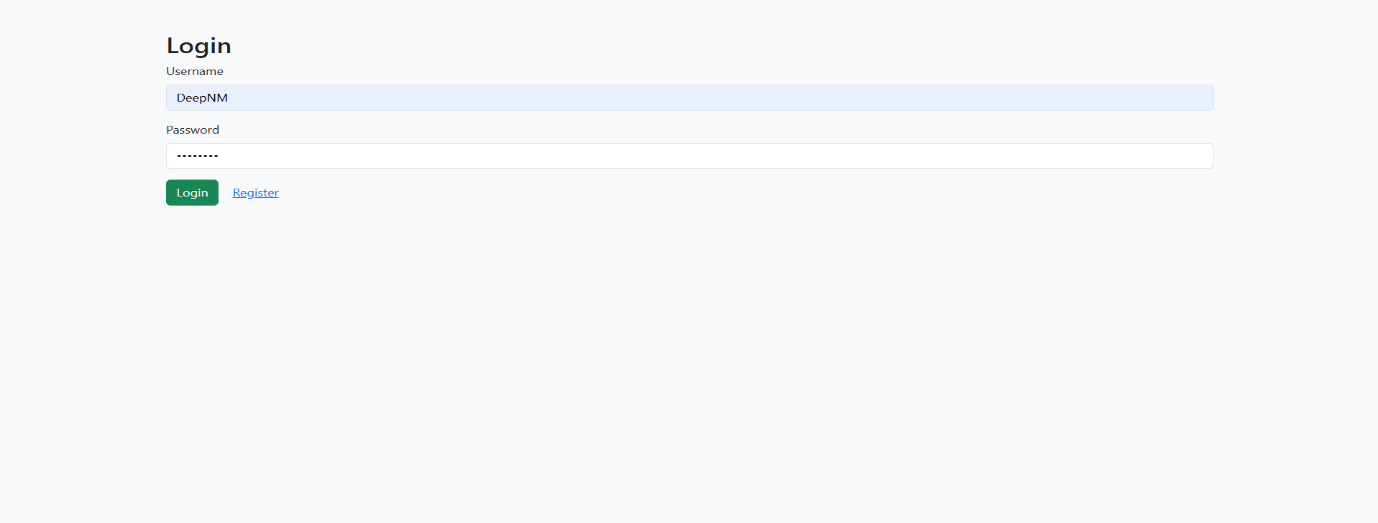 Login
Username
DeepNM
Password
••••••••
Login Register